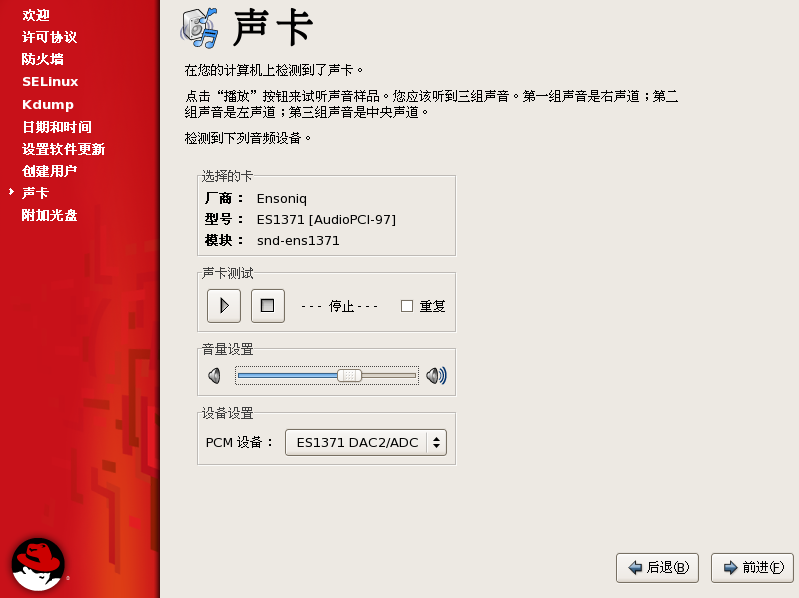 欢迎
许可协议
防火墙
SELinux
Kdump
日期和时间
设置软件更新
创建用户
声卡
附加光盘
声卡
在您的计算机上检测到了声卡。
点击“播放”按钮来试听声音样品。您应该听到三组声音。第一组声音是右声道；第二
组声音是左声道；第三组声音是中央声道。
检测到下列音频设备。
选择的卡
厂商： Ensoniq
型号： ES1371 [AudioPCI-97]
模块： snd-ens1371
声卡测试
--- 停止---
重复
音量设置
设备设置
PCM 设备： ES1371 DAC2/ADC
后退(B)
前进(F)